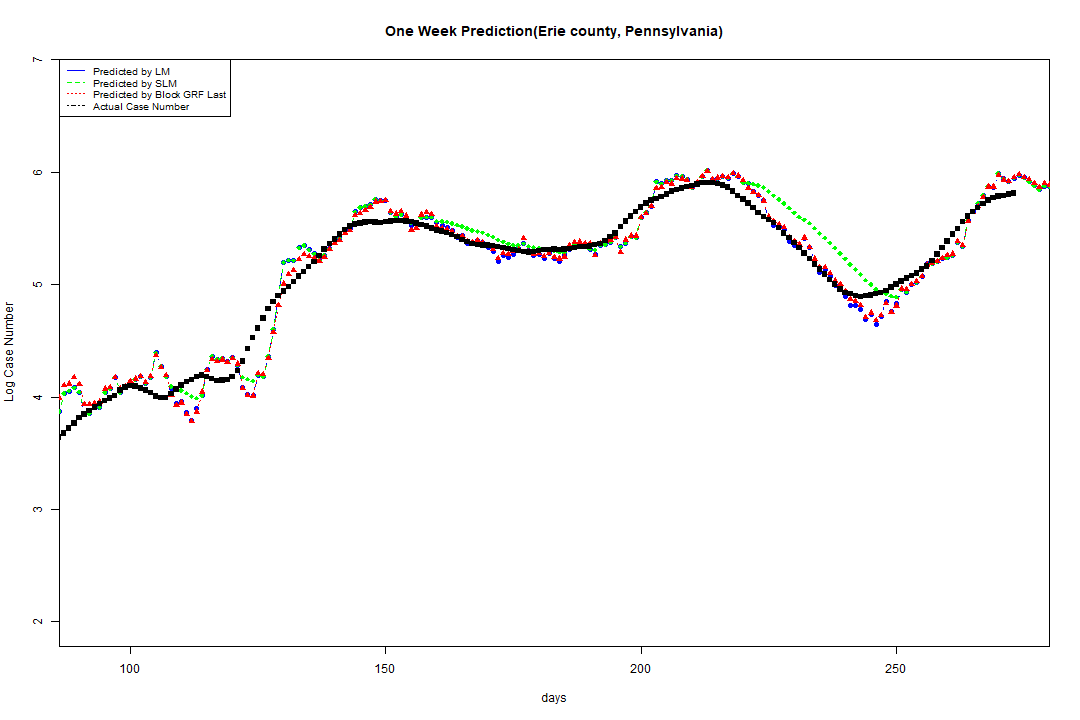 One Week Prediction(Erie county, Pennsylvania)
7
Predicted by LM
Predicted by SLM
Predicted by Block GRF Last
Actual Case Number
6
5
4
3
2
Log Case Number
100 150 200 250
days